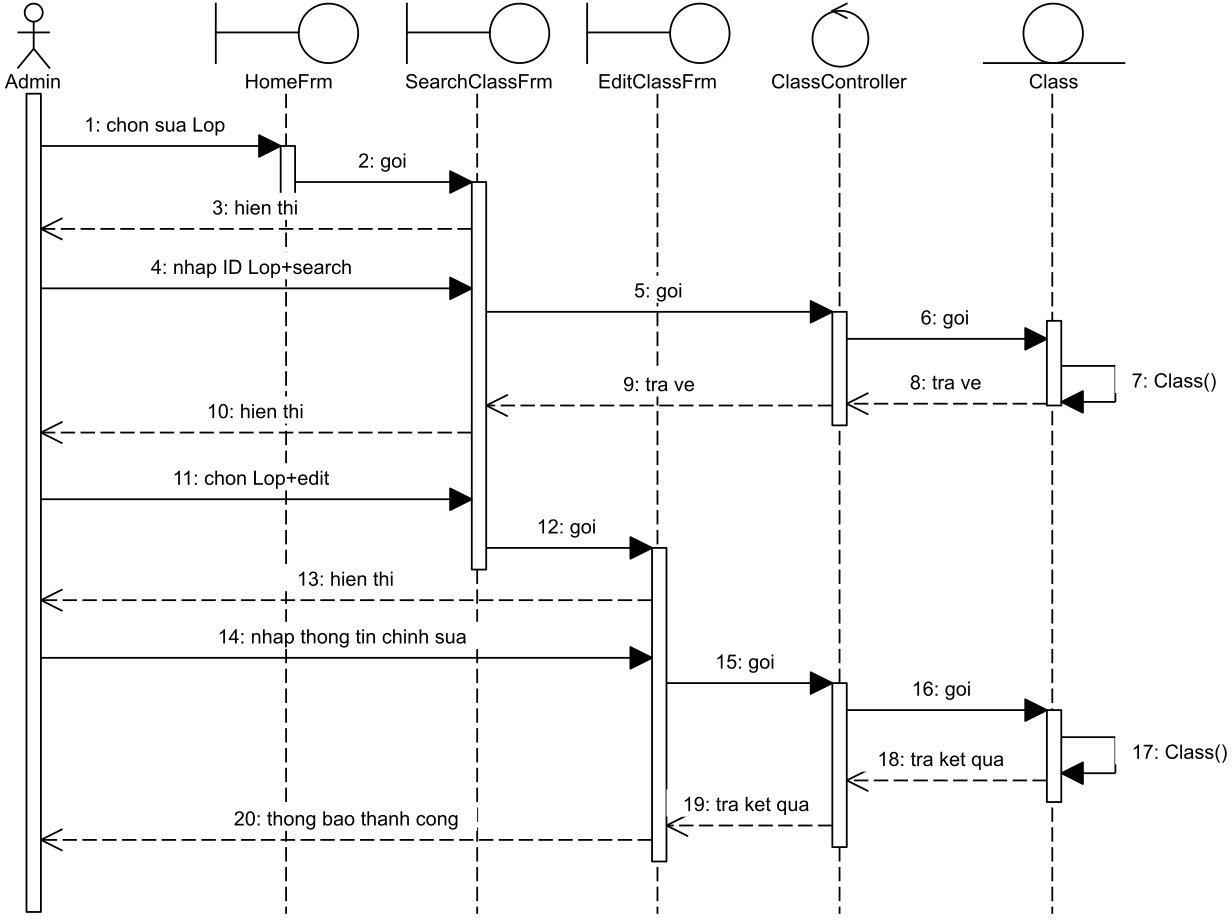 Admin
HomeFrm
SearchClassFrm
EditClassFrm
ClassController
Class
1: chon sua Lop
2: goi
3: hien thi
4: nhap ID Lop+search
5: goi
6: goi
7: Class()
8: tra ve
9: tra ve
10: hien thi
11: chon Lop+edit
12: goi
13: hien thi
14: nhap thong tin chinh sua
15: goi
16: goi
17: Class()
18: tra ket qua
19: tra ket qua
20: thong bao thanh cong